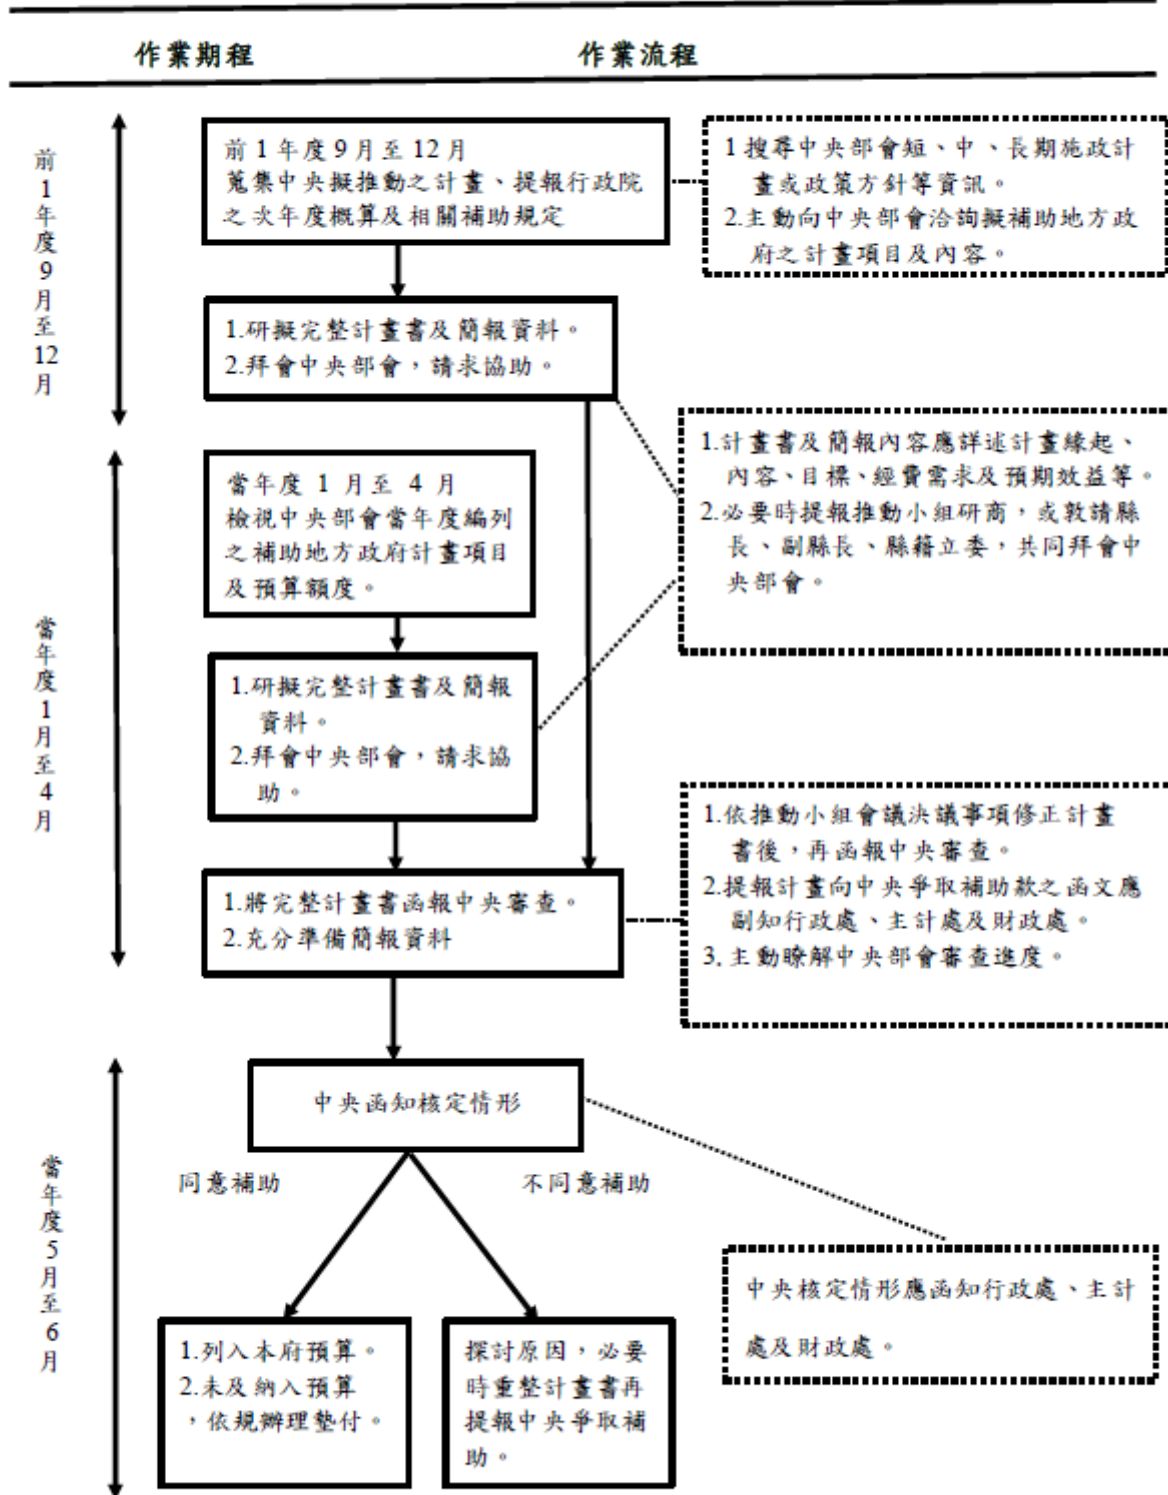 作業期程
作業流程
前
1
年
度
9
月
至
12
月
前 1 年度 9 月至 12 月
蒐集中央擬推動之計畫、提報行政院
之次年度概算及相關補助規定
1 搜尋中央部會短、中、長期施政計
畫或政策方針等資訊。
2.主動向中央部會洽詢擬補助地方政
府之計畫項目及內容。
1.研擬完整計畫書及簡報資料。
2.拜會中央部會，請求協助。
1.計畫書及簡報內容應詳述計畫緣起、
內容、目標、經費需求及預期效益等。
2.必要時提報推動小組研商，或敦請縣
長、副縣長、縣籍立委，共同拜會中
央部會。
當
年
度
1
月
至
4
月
當年度 1 月至 4 月
檢視中央部會當年度編列
之補助地方政府計畫項目
及預算額度。
1.研擬完整計畫書及簡報
資料。
2.拜會中央部會，請求協
助。
1.將完整計畫書函報中央審查。
2.充分準備簡報資料
1.依推動小組會議決議事項修正計畫
書後，再函報中央審查。
2.提報計畫向中央爭取補助款之函文應
副知行政處、主計處及財政處。
3.主動瞭解中央部會審查進度。
當
年
度
5
月
至
6
月
中央函知核定情形
同意補助
不同意補助
中央核定情形應函知行政處、主計
處及財政處。
1.列入本府預算。
2.未及納入預算
，依規辦理墊付。
探討原因，必要
時重整計畫書再
提報中央爭取補
助。